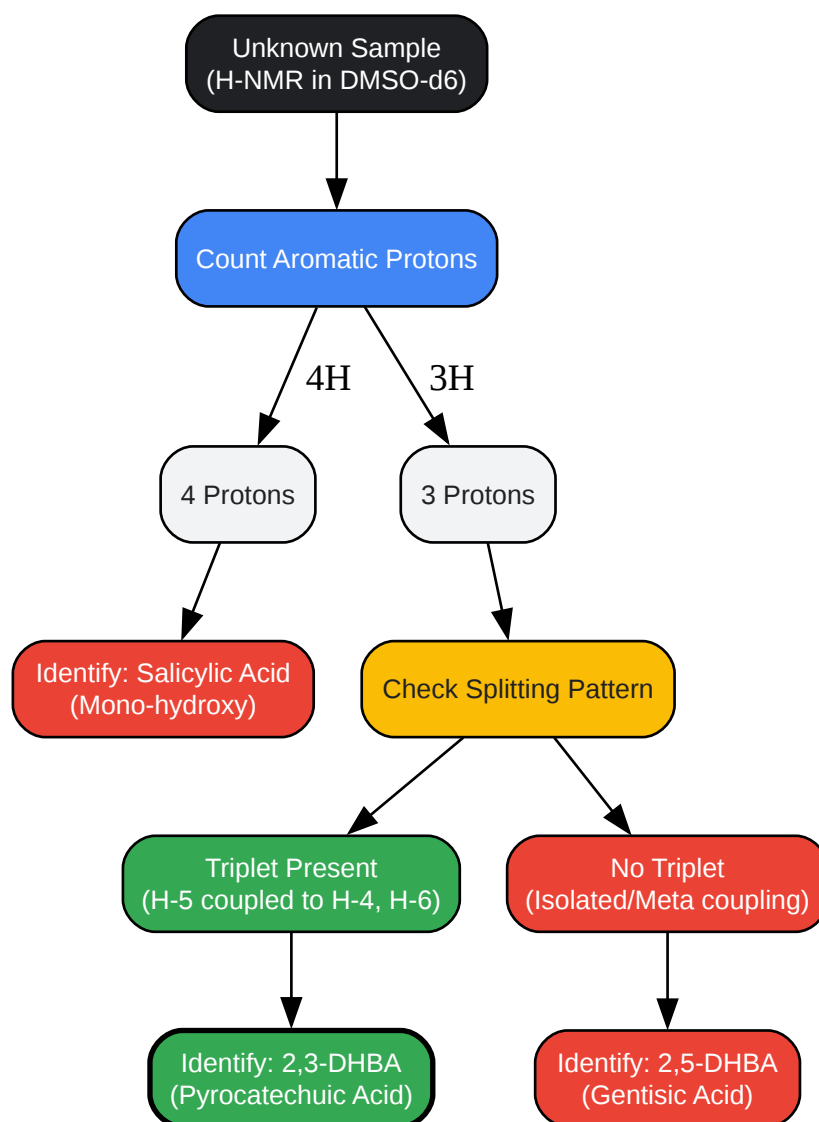 Unknown Sample
(H-NMR in DMSO-d6)
Count Aromatic Protons
4H
3H
4 Protons
3 Protons
Identify: Salicylic Acid
(Mono-hydroxy)
Check Splitting Pattern
Triplet Present
(H-5 coupled to H-4, H-6)
No Triplet
(Isolated/Meta coupling)
Identify: 2,3-DHBA
(Pyrocatechuic Acid)
Identify: 2,5-DHBA
(Gentisic Acid)